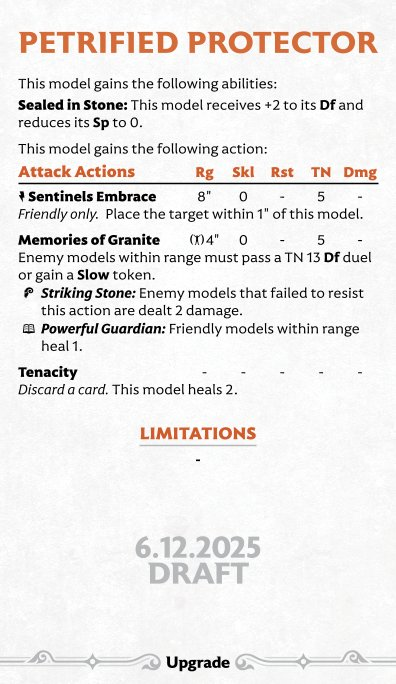 PETRIFIED PROTECTOR
This model gains the following abilities:
Sealed in Stone: This model receives +2 to its Df and
reduces its Sp to 0.
This model gains the following action:
Attack Actions Rg Skl Rst TN Dmg
Sentinels Embrace 8" 0 - 5 -
Friendly only. Place the target within 1" of this model.
Memories of Granite 4" 0 - 5 -
Enemy models within range must pass a TN 13 Df duel
or gain a Slow token.
Striking Stone: Enemy models that failed to resist
this action are dealt 2 damage.
Powerful Guardian: Friendly models within range
heal 1.
Tenacity - - - - -
Discard a card. This model heals 2.
LIMITATIONS
-
6.12.2025
DRAFT
Upgrade